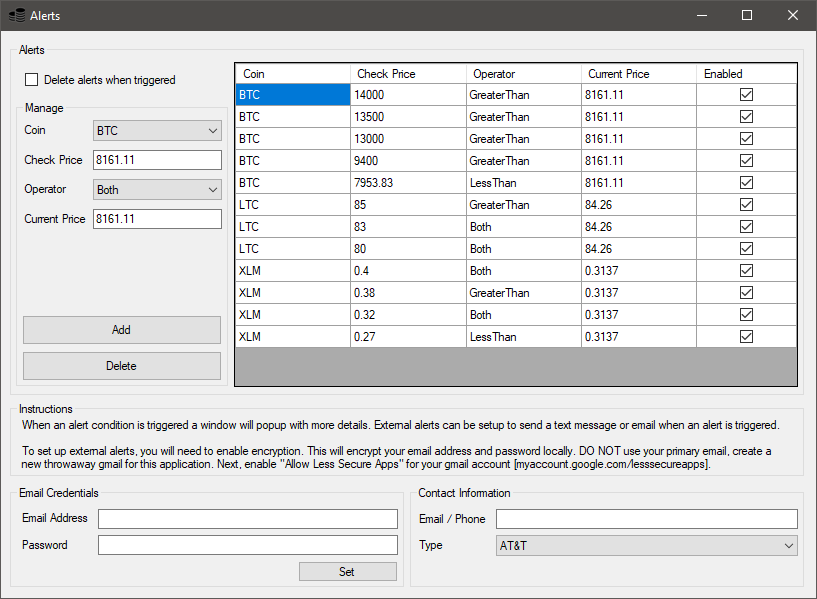 Alerts
Alerts
Delete alerts when triggered
Manage
Coin BTC
Check Price 8161.11
Operator Both
Current Price 8161.11
Add
Delete
Coin Check Price Operator Current Price Enabled
BTC 14000 GreaterThan 8161.11
BTC 13500 GreaterThan 8161.11
BTC 13000 GreaterThan 8161.11
BTC 9400 GreaterThan 8161.11
BTC 7953.83 LessThan 8161.11
LTC 85 GreaterThan 84.26
LTC 83 Both 84.26
LTC 80 Both 84.26
XLM 0.4 Both 0.3137
XLM 0.38 GreaterThan 0.3137
XLM 0.32 Both 0.3137
XLM 0.27 LessThan 0.3137
Instructions
When an alert condition is triggered a window will popup with more details. External alerts can be setup to send a text message or email when an alert is triggered.
To set up external alerts, you will need to enable encryption. This will encrypt your email address and password locally. DO NOT use your primary email, create a
new throwaway gmail for this application. Next, enable "Allow Less Secure Apps" for your gmail account [myaccount.google.com/lesssecureapps].
Email Credentials
Email Address
Password
Set
Contact Information
Email / Phone
Type AT&T